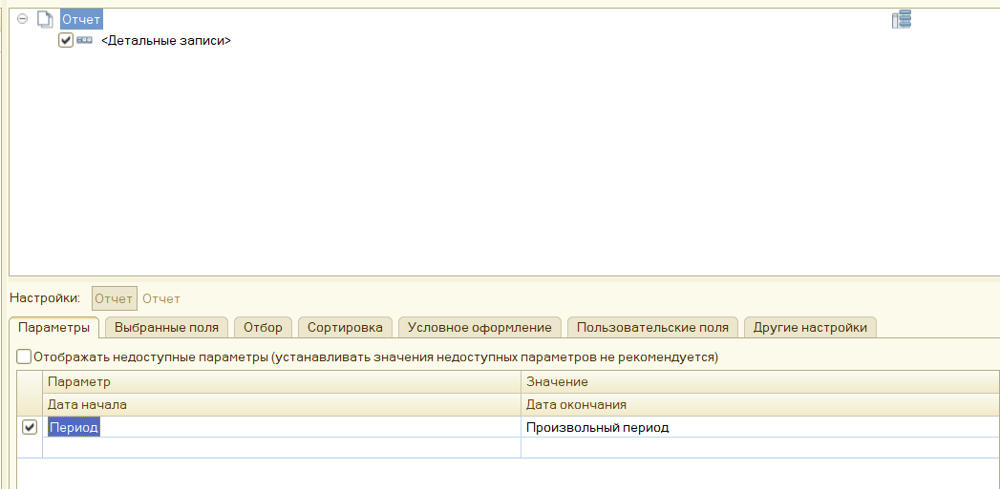 Отчет
<Детальные записи>
Настройки: Отчет Отчет
Параметры Выбранные поля Отбор Сортировка Условное оформление Пользовательские поля Другие настройки
Отображать недоступные параметры (устанавливать значения недоступных параметров не рекомендуется)
Параметр Значение
Дата начала Дата окончания
Период Произвольный период